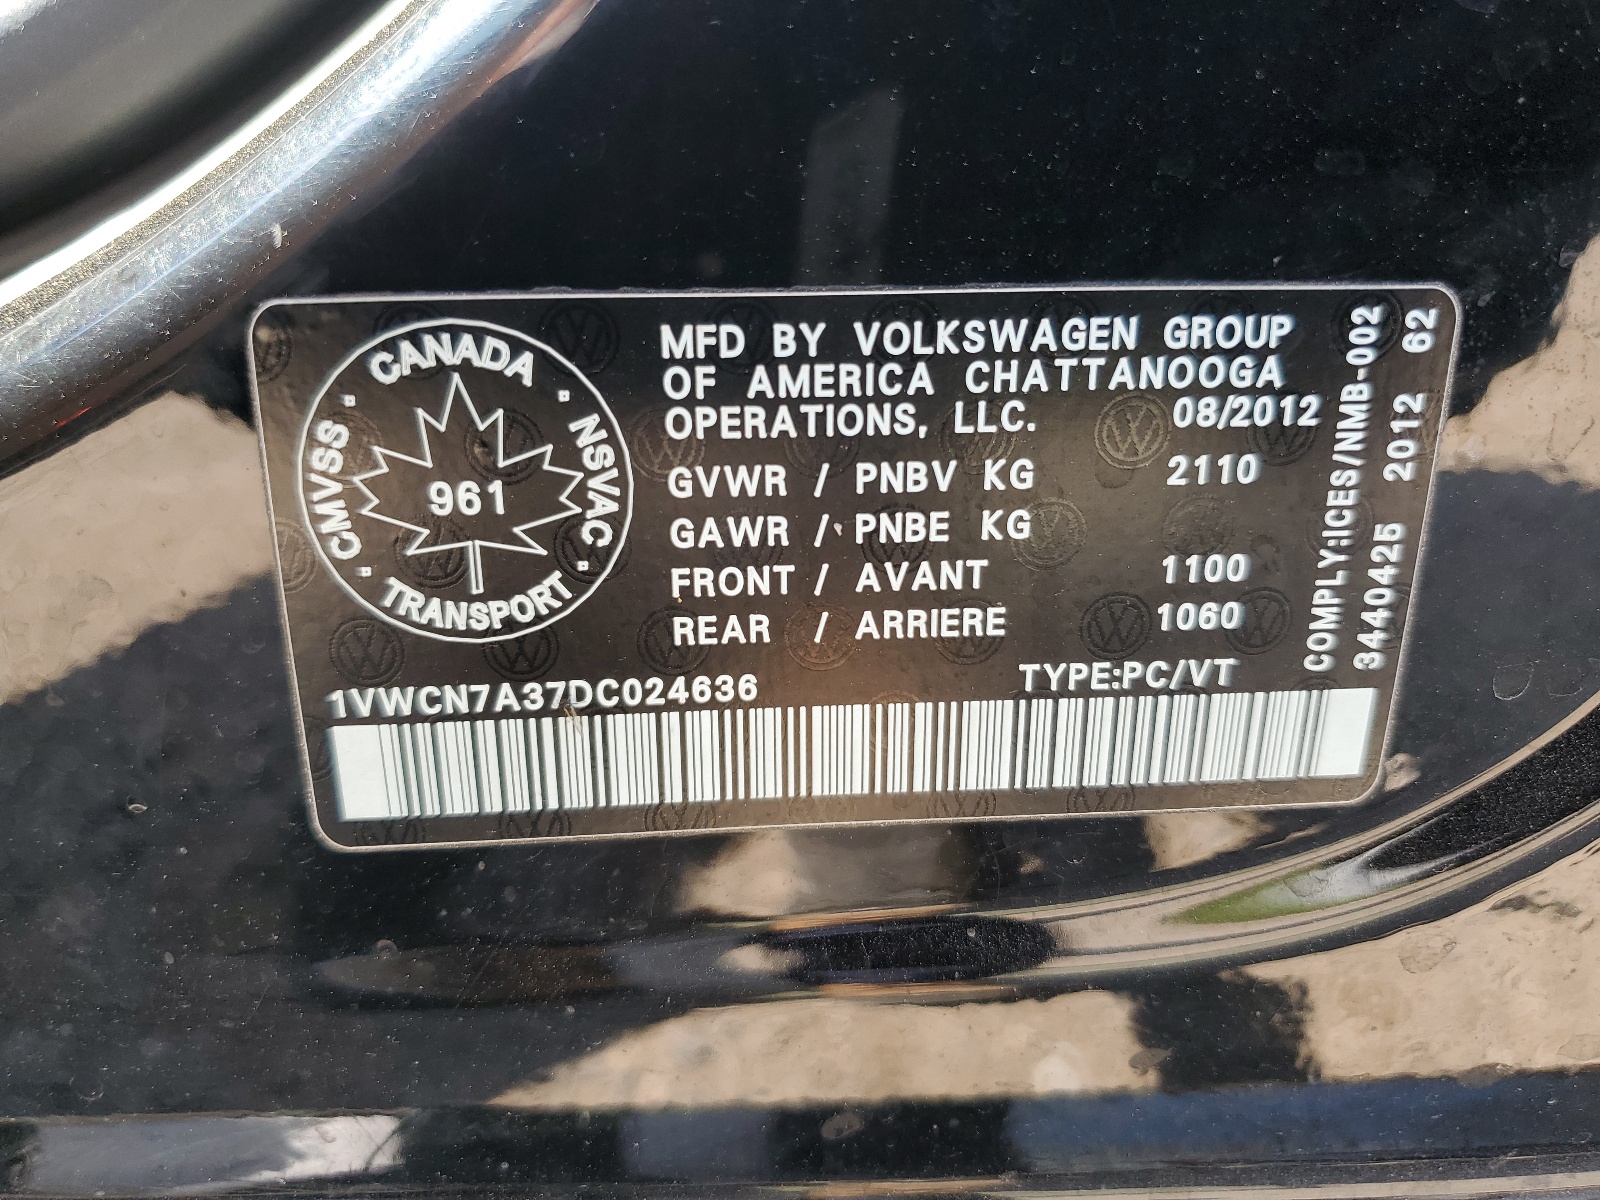 CANADA
CMVSS
NSVAC
961
TRANSPORT
MFD BY VOLKSWAGEN GROUP
OF AMERICA CHATTANOOGA
OPERATIONS, LLC. 08/2012
GVWR / PNBV KG 2110
GAWR / PNBE KG
FRONT / AVANT 1100
REAR / ARRIERE 1060
1VWCN7A37DC024636 TYPE:PC/VT
COMPLY:ICES/NMB-002
3440425 2012 62